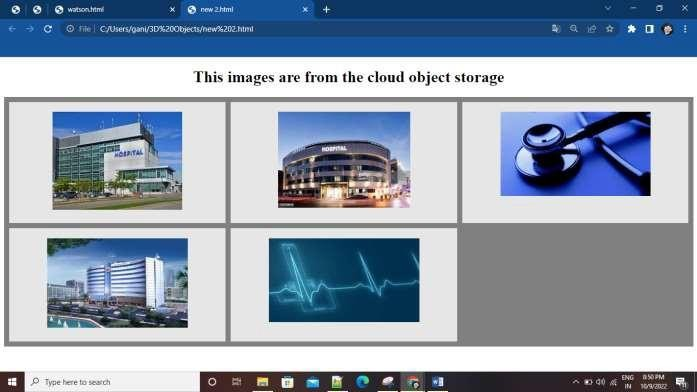 watson.html
new 2.html
File
C:/Users/gani/3D%20Objects/new%202.html
This images are from the cloud object storage
HOSPITAL
HOSPITAL
Type here to search
ENG
IN
8:50 PM
10/9/2022